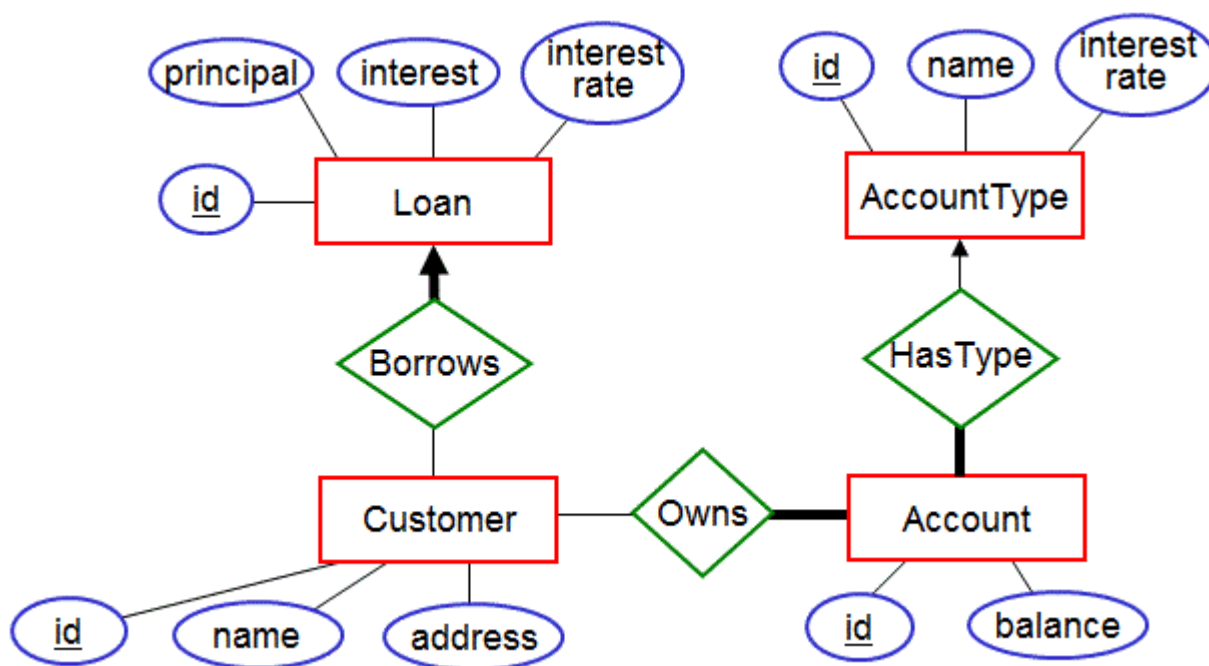 principal
interest
interest
rate
id
Loan
id
name
interest
rate
AccountType
Borrows
HasType
Customer
Owns
Account
id
name
address
id
balance